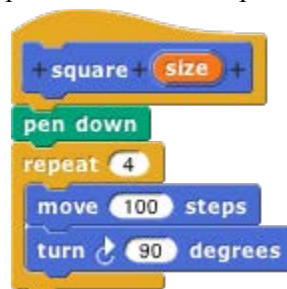 + square + size +
pen down
repeat 4
move 100 steps
turn 90 degrees